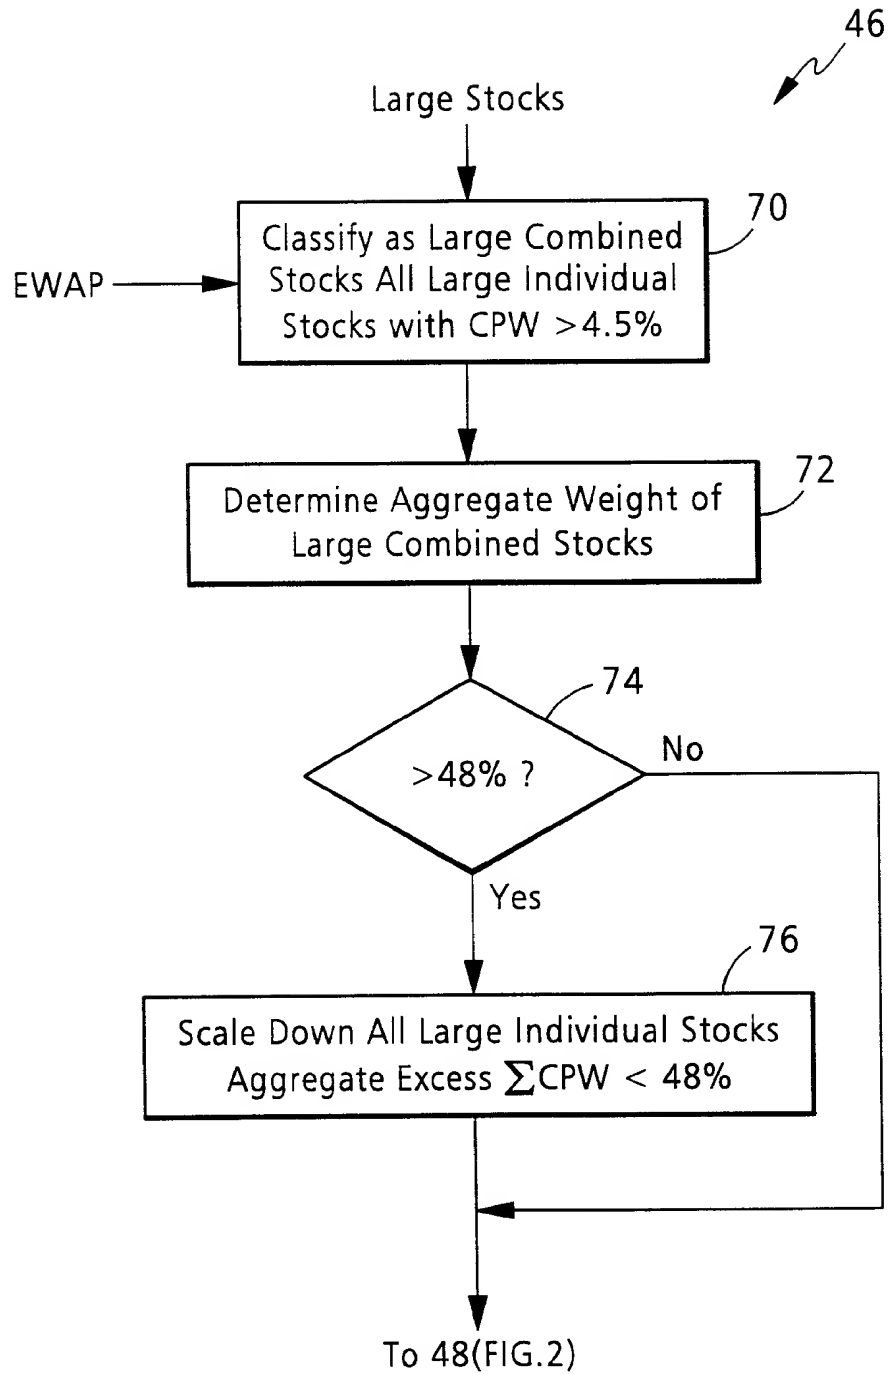 46
Large Stocks
70
Classify as Large Combined
Stocks All Large Individual
Stocks with CPW >4.5%
EWAP
72
Determine Aggregate Weight of
Large Combined Stocks
74
>48% ?
No
Yes
76
Scale Down All Large Individual Stocks
Aggregate Excess ∑CPW < 48%
To 48(FIG.2)